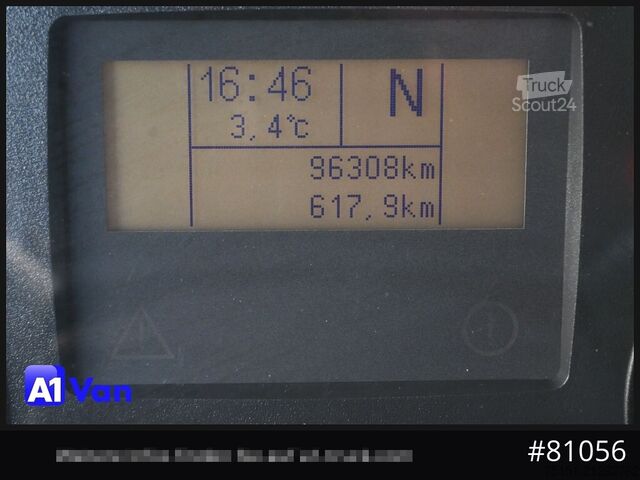 16:46
N
3,4°C
96308km
617,9km
Truck
Scout24
A1 Van
#81056